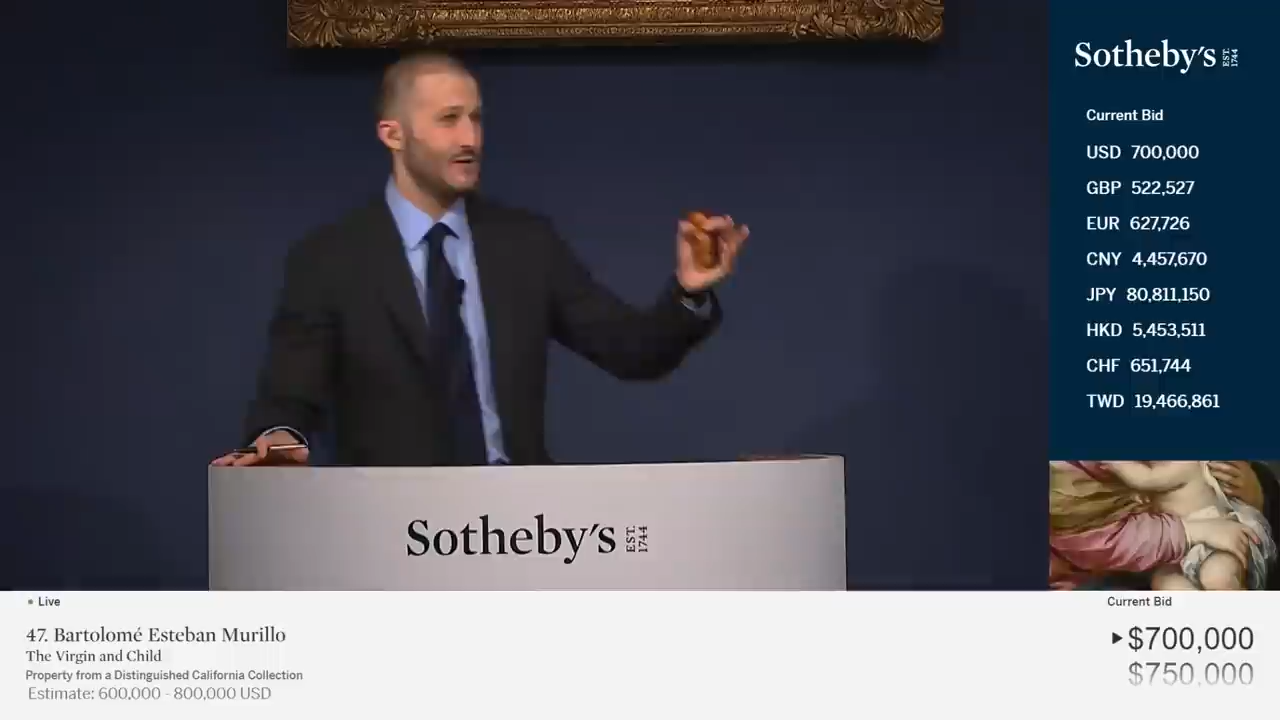 Sotheby's EST. 1744
Current Bid
USD 700,000
GBP 522,527
EUR 627,726
CNY 4,457,670
JPY 80,811,150
HKD 5,453,511
CHF 651,744
TWD 19,466,861
Sotheby's EST. 1744
• Live
47. Bartolomé Esteban Murillo
The Virgin and Child
Property from a Distinguished California Collection
Estimate: 600,000 - 800,000 USD
Current Bid
▸$700,000
$750,000